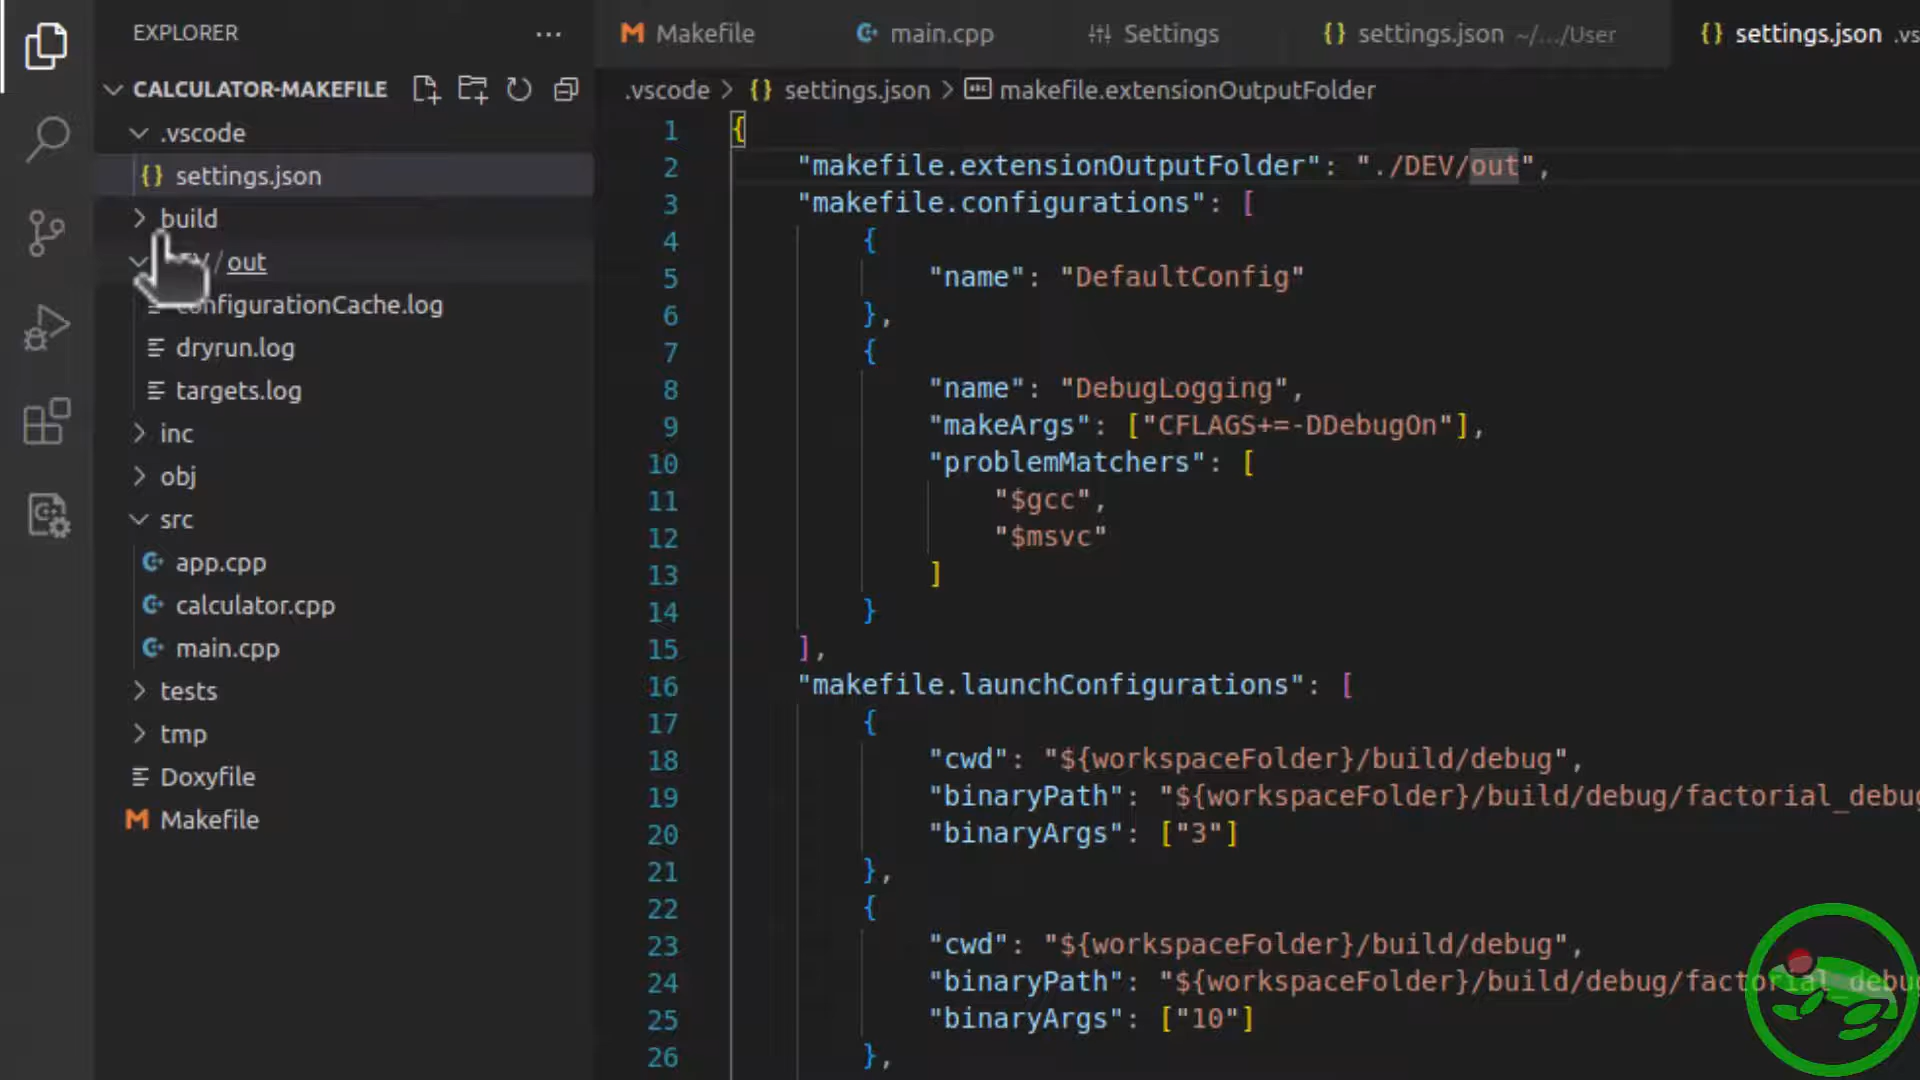 EXPLORER
CALCULATOR-MAKEFILE
.vscode
settings.json
build
/ out
configurationCache.log
dryrun.log
targets.log
inc
obj
src
app.cpp
calculator.cpp
main.cpp
tests
tmp
Doxyfile
Makefile
Makefile
main.cpp
Settings
settings.json ~/.../User
settings.json
.vscode > {} settings.json > makefile.extensionOutputFolder
1 {
2 "makefile.extensionOutputFolder": "./DEV/out",
3 "makefile.configurations": [
4 {
5 "name": "DefaultConfig"
6 },
7 {
8 "name": "DebugLogging",
9 "makeArgs": ["CFLAGS+=-DDebugOn"],
10 "problemMatchers": [
11 "$gcc",
12 "$msvc"
13 ]
14 }
15 ],
16 "makefile.launchConfigurations": [
17 {
18 "cwd": "${workspaceFolder}/build/debug",
19 "binaryPath": "${workspaceFolder}/build/debug/factorial_debug
20 "binaryArgs": ["3"]
21 },
22 {
23 "cwd": "${workspaceFolder}/build/debug",
24 "binaryPath": "${workspaceFolder}/build/debug/factorial_debug
25 "binaryArgs": ["10"]
26 },